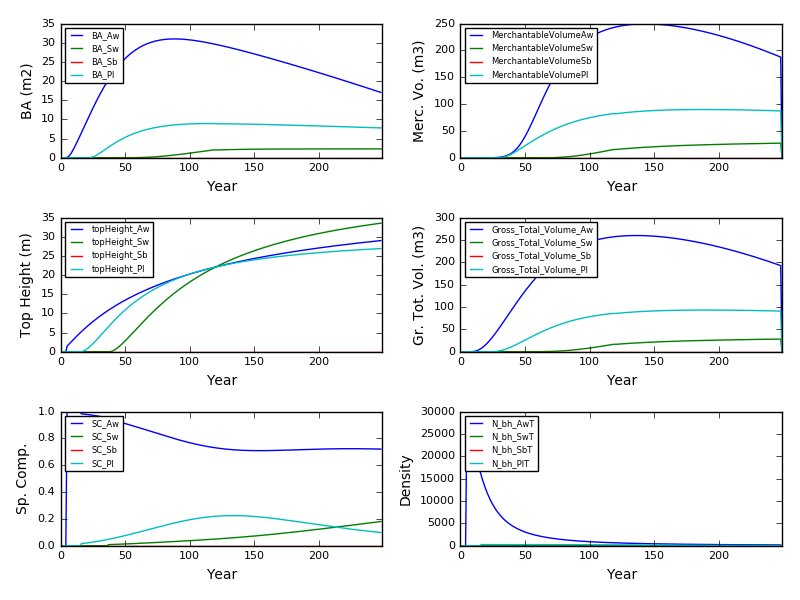 35
30
25
20
15
10
5
0
BA (m2)
BA_Aw
BA_Sw
BA_Sb
BA_Pl
0 50 100 150 200
Year
250
200
150
100
50
0
Merc. Vo. (m3)
MerchantableVolumeAw
MerchantableVolumeSw
MerchantableVolumeSb
MerchantableVolumePl
0 50 100 150 200
Year
35
30
25
20
15
10
5
0
Top Height (m)
topHeight_Aw
topHeight_Sw
topHeight_Sb
topHeight_Pl
0 50 100 150 200
Year
300
250
200
150
100
50
0
Gr. Tot. Vol. (m3)
Gross_Total_Volume_Aw
Gross_Total_Volume_Sw
Gross_Total_Volume_Sb
Gross_Total_Volume_Pl
0 50 100 150 200
Year
1.0
0.8
0.6
0.4
0.2
0.0
Sp. Comp.
SC_Aw
SC_Sw
SC_Sb
SC_Pl
0 50 100 150 200
Year
30000
25000
20000
15000
10000
5000
0
Density
N_bh_AwT
N_bh_SwT
N_bh_SbT
N_bh_PlT
0 50 100 150 200
Year